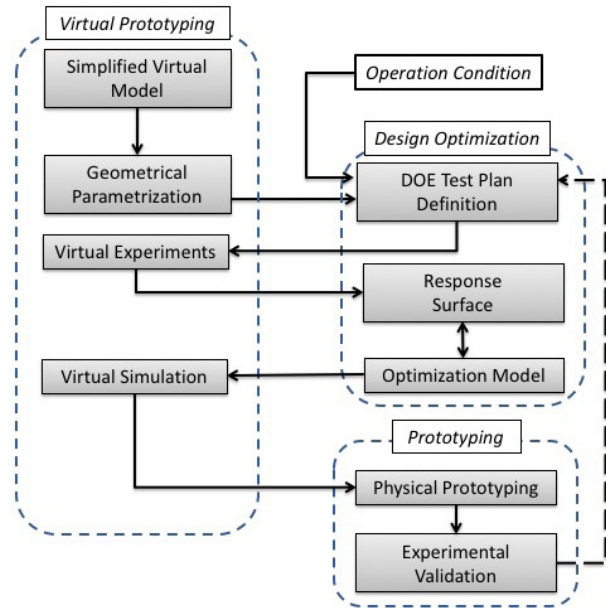 Virtual Prototyping
Simplified Virtual
Model
Operation Condition
Design Optimization
Geometrical
Parametrization
DOE Test Plan
Definition
Virtual Experiments
Response
Surface
Virtual Simulation
Optimization Model
Prototyping
Physical Prototyping
Experimental
Validation